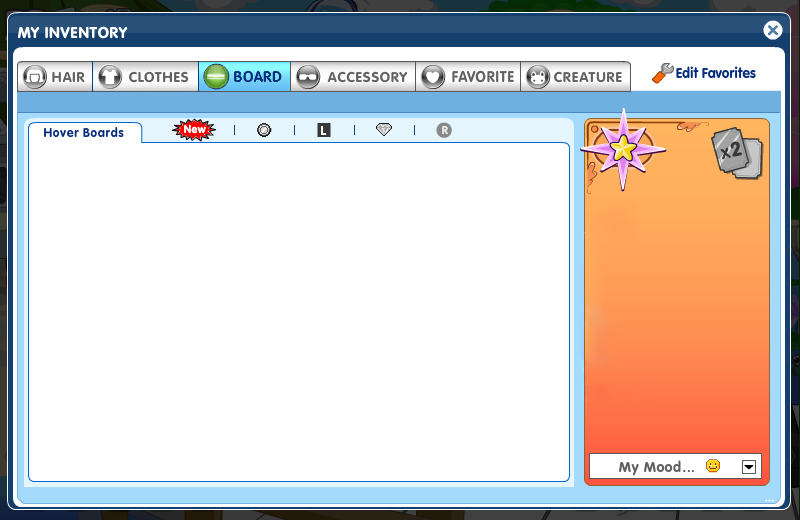 MY INVENTORY
HAIR CLOTHES BOARD ACCESSORY FAVORITE CREATURE Edit Favorites
Hover Boards New L R
x2
My Mood...